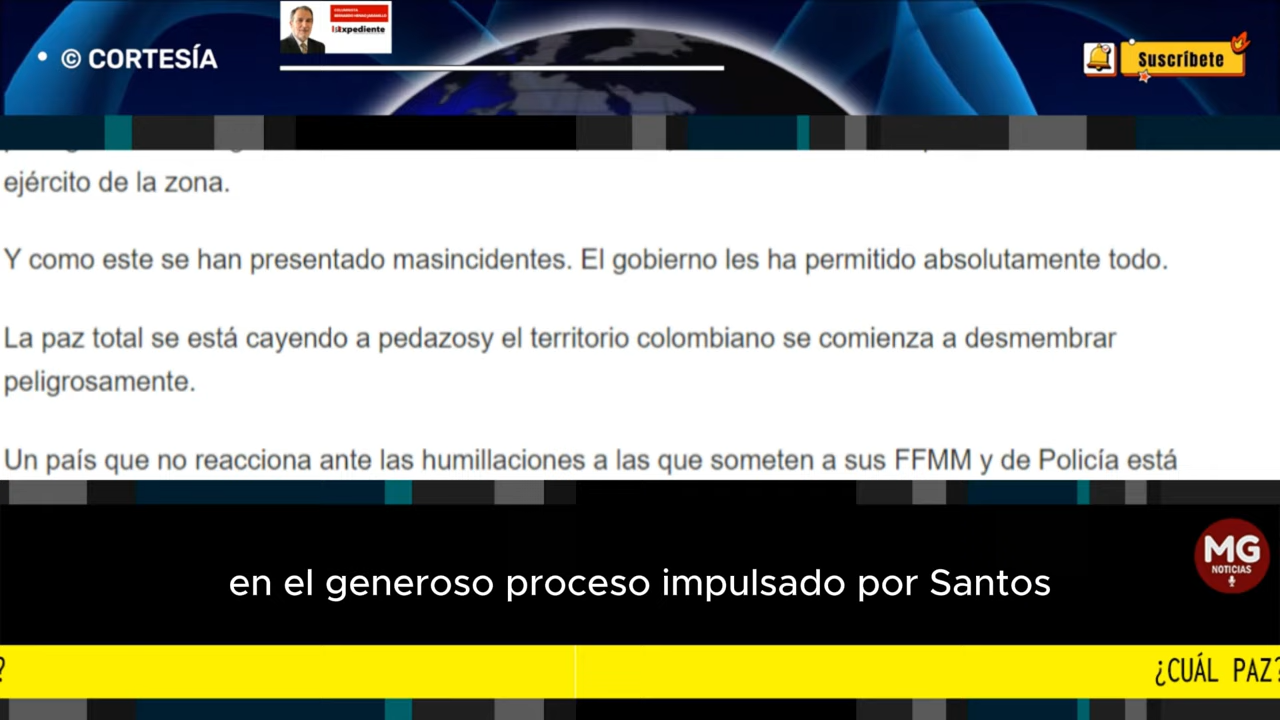 • © CORTESÍA
Expediente
Suscríbete
ejército de la zona.
Y como este se han presentado masincidentes. El gobierno les ha permitido absolutamente todo.
La paz total se está cayendo a pedazosy el territorio colombiano se comienza a desmembrar
peligrosamente.
Un país que no reacciona ante las humillaciones a las que someten a sus FFMM y de Policía está
MG
NOTICIAS
en el generoso proceso impulsado por Santos
?
¿CUÁL PAZ?